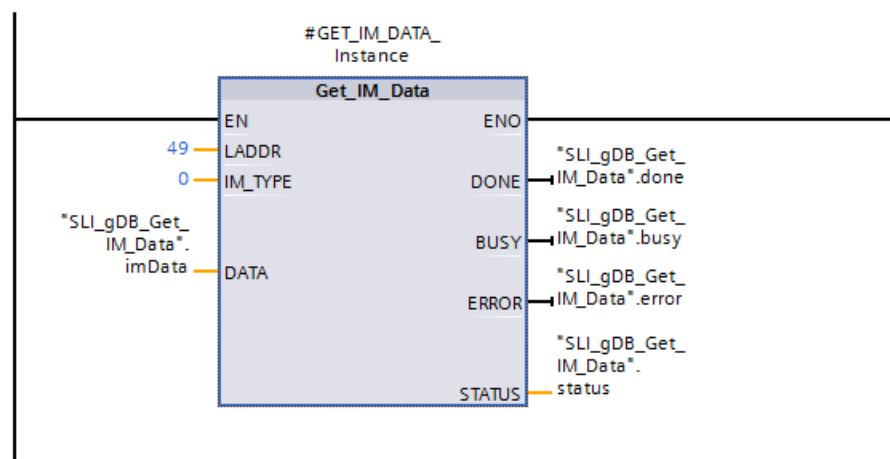 #GET_IM_DATA_
Instance
Get_IM_Data
EN
ENO
49
LADDR
0
IM_TYPE
"SLI_gDB_Get_
IM_Data".
imData
DATA
DONE
"SLI_gDB_Get_
IM_Data".done
BUSY
"SLI_gDB_Get_
IM_Data".busy
ERROR
"SLI_gDB_Get_
IM_Data".error
STATUS
"SLI_gDB_Get_
IM_Data".
status